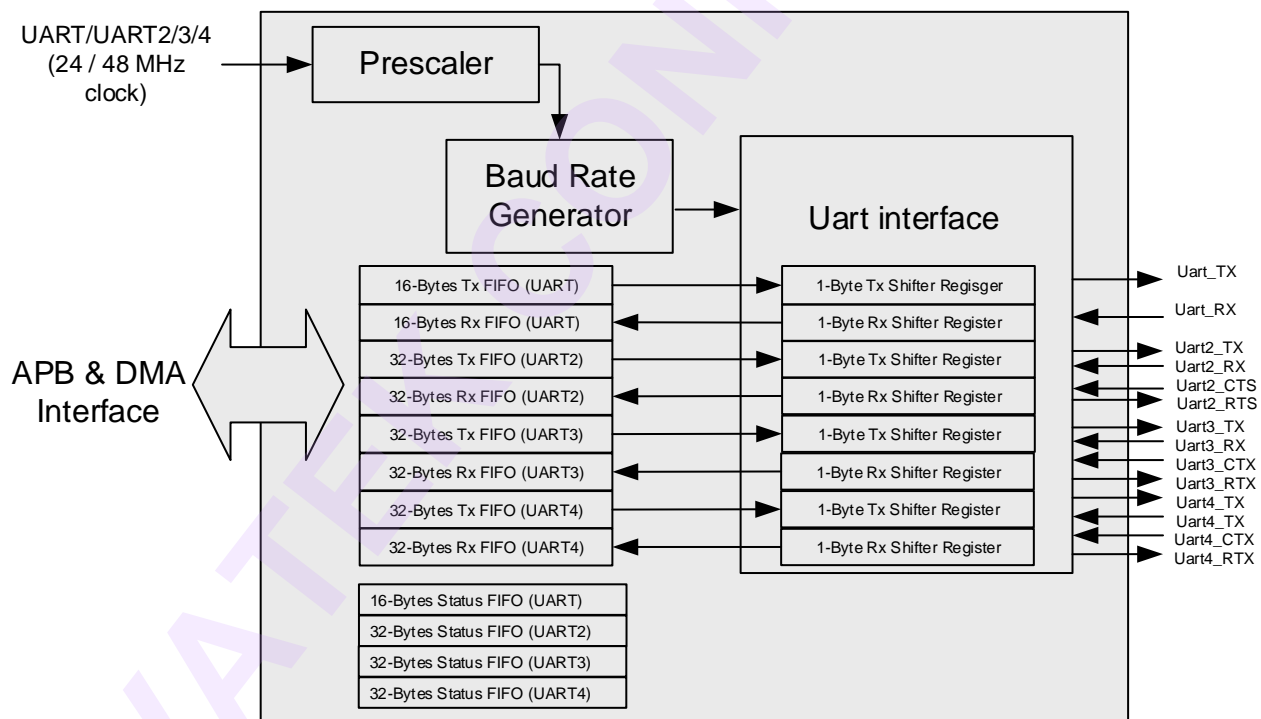 UART/UART2/3/4
(24 / 48 MHz
clock)
Prescaler
Baud Rate
Generator
Uart interface
APB & DMA
Interface
16-Bytes Tx FIFO (UART)
1-Byte Tx Shifter Regisger
16-Bytes Rx FIFO (UART)
1-Byte Rx Shifter Register
32-Bytes Tx FIFO (UART2)
1-Byte Tx Shifter Register
32-Bytes Rx FIFO (UART2)
1-Byte Rx Shifter Register
32-Bytes Tx FIFO (UART3)
1-Byte Tx Shifter Register
32-Bytes Rx FIFO (UART3)
1-Byte Rx Shifter Register
32-Bytes Tx FIFO (UART4)
1-Byte Tx Shifter Register
32-Bytes Rx FIFO (UART4)
1-Byte Rx Shifter Register
Uart_TX
Uart_RX
Uart2_TX
Uart2_RX
Uart2_CTS
Uart2_RTS
Uart3_TX
Uart3_RX
Uart3_CTX
Uart3_RTX
Uart4_TX
Uart4_TX
Uart4_CTX
Uart4_RTX
16-Bytes Status FIFO (UART)
32-Bytes Status FIFO (UART2)
32-Bytes Status FIFO (UART3)
32-Bytes Status FIFO (UART4)